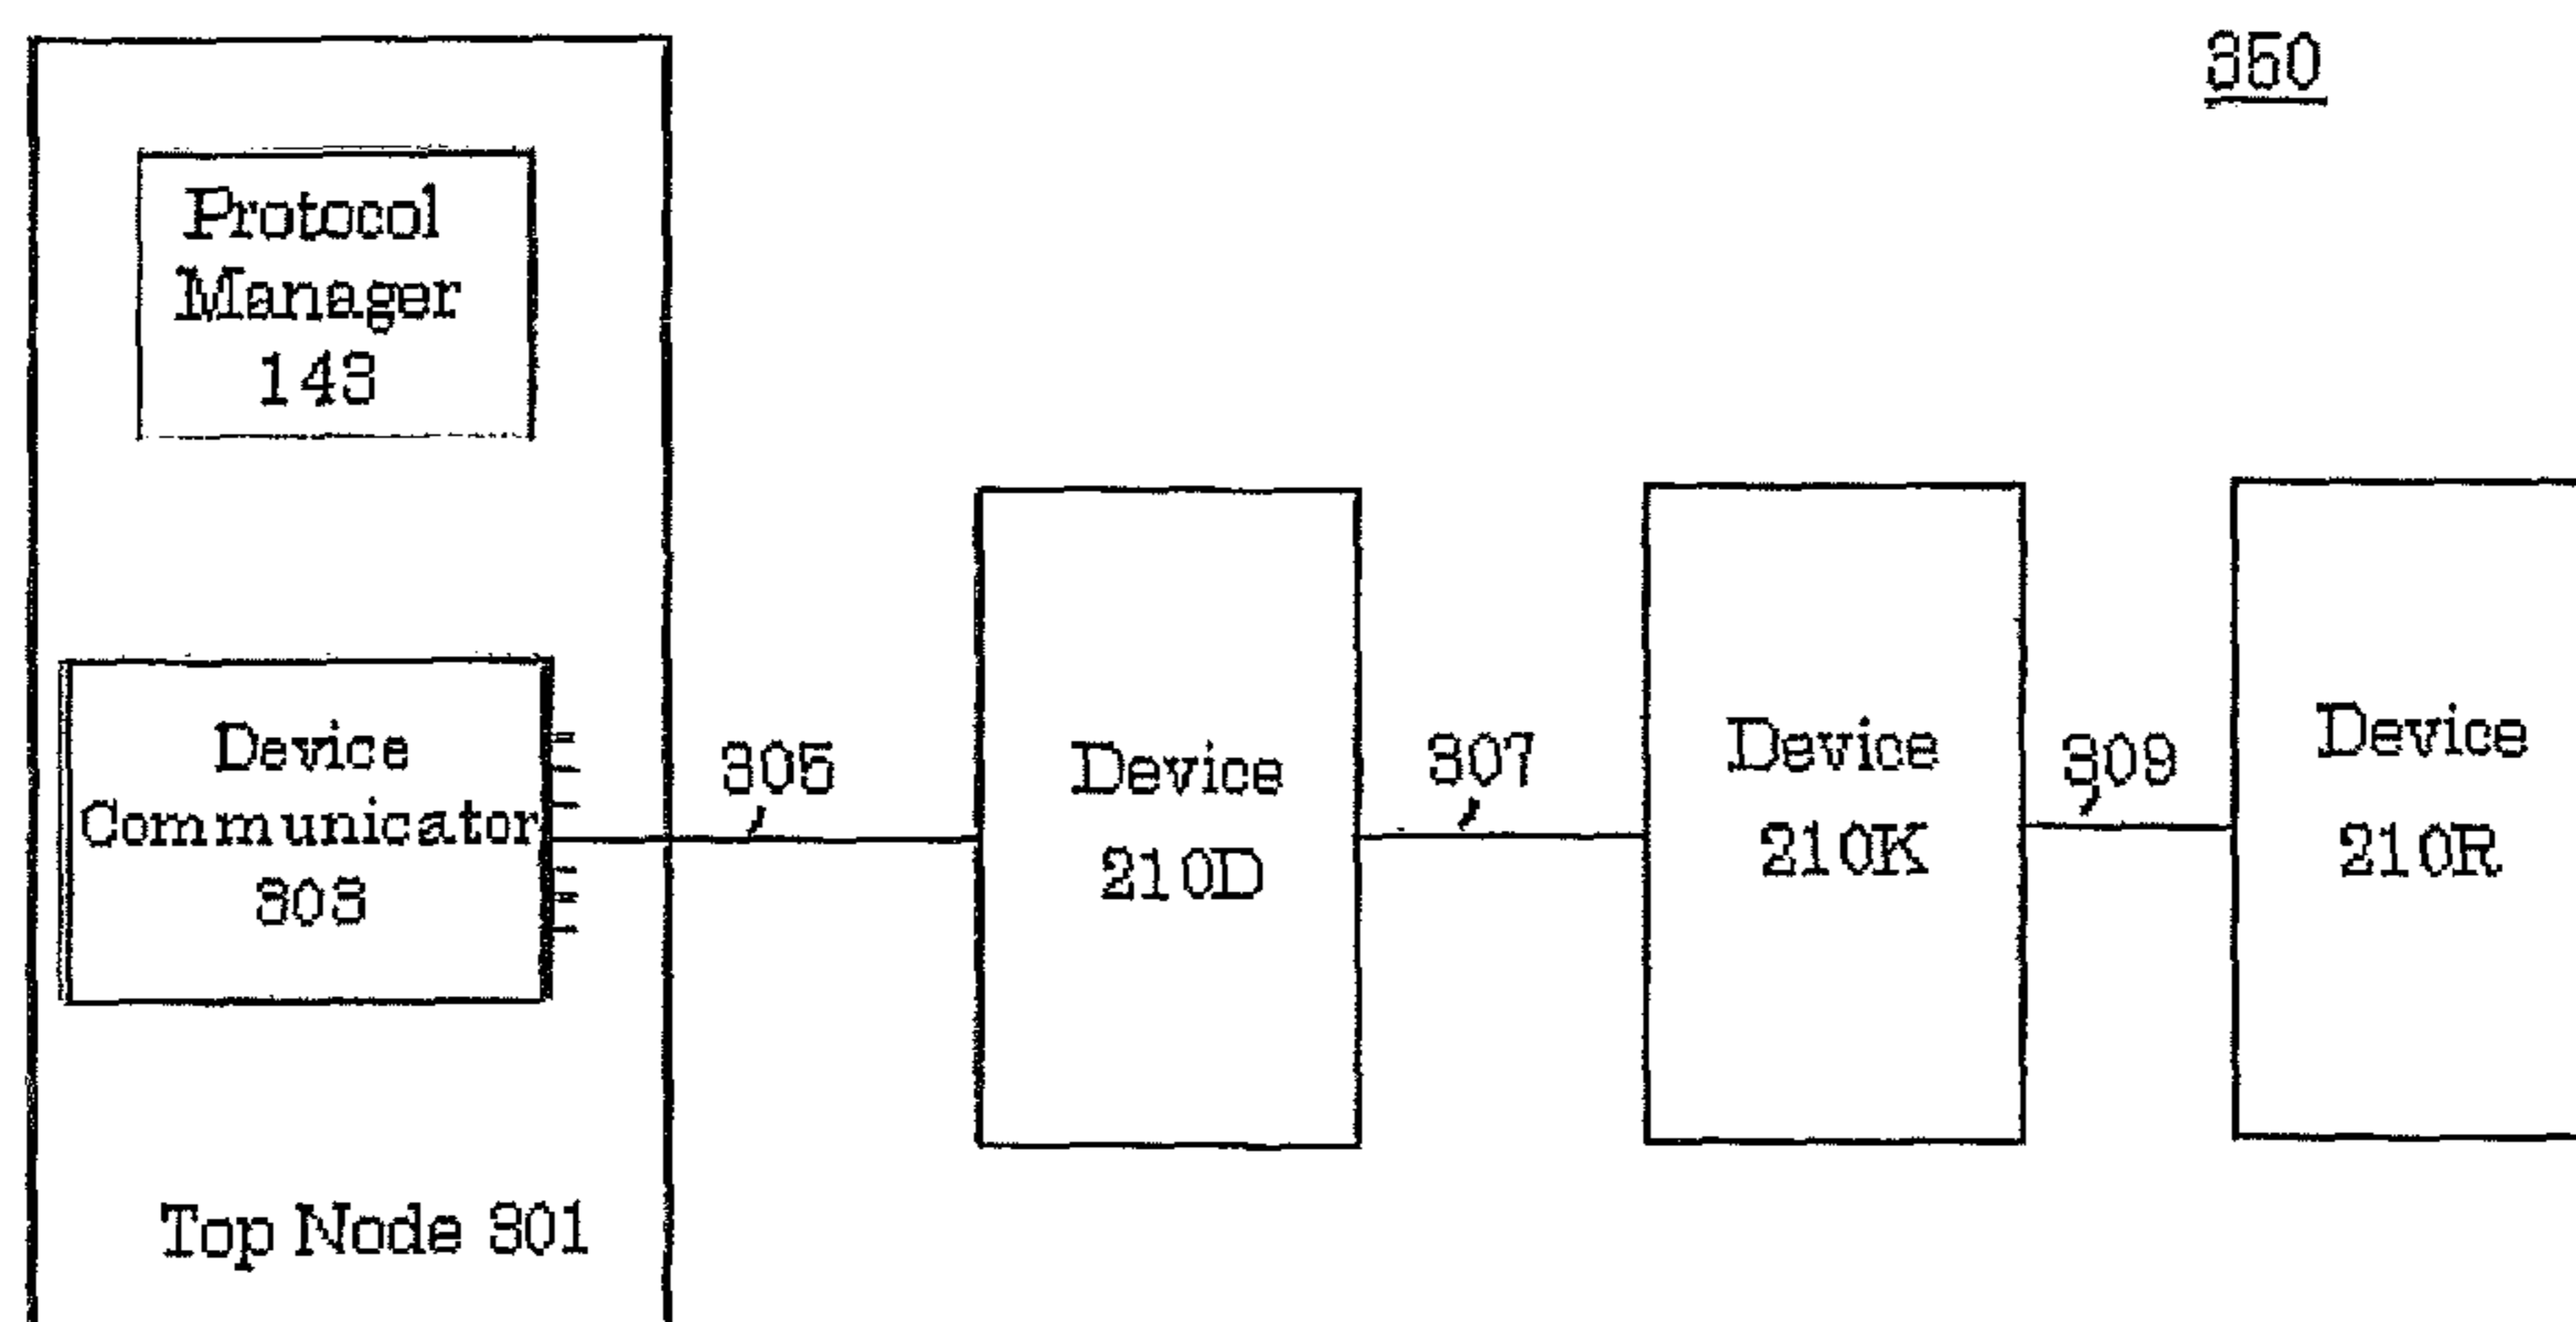 350
Protocol
Manager
143
Device
Communicator
303
305
Device
210D
307
Device
210K
309
Device
210R
Top Node 301